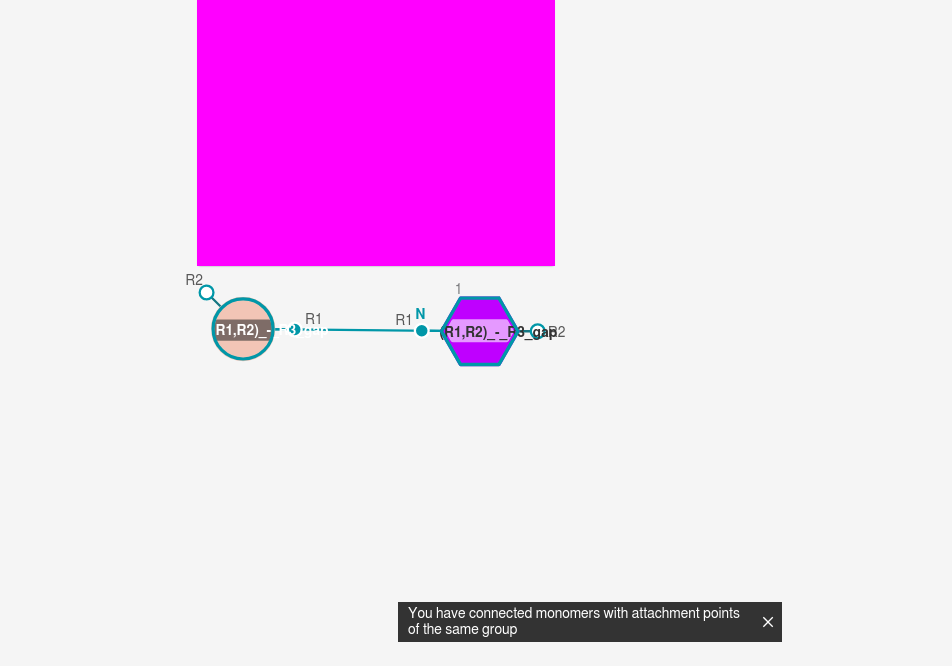 R2
1
R1
R1
N
R1,R2)_-_P3_gap
(R1,R2)_-_P3_gap
R2
You have connected monomers with attachment points
of the same group